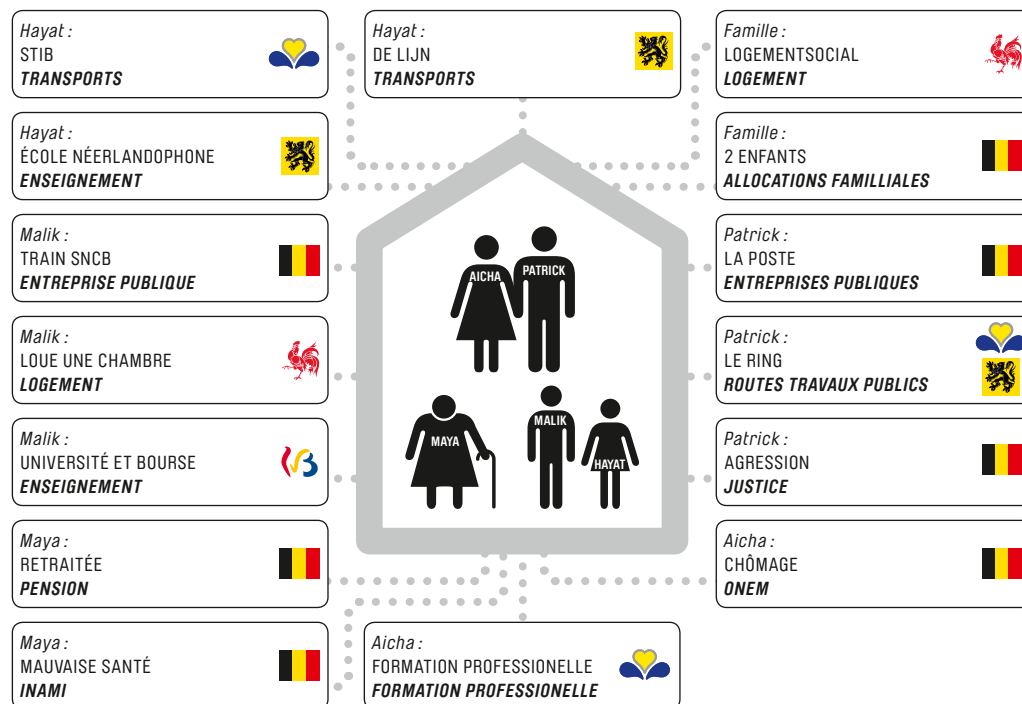 Hayat :
STIB
TRANSPORTS
Hayat :
DE LIJN
TRANSPORTS
Famille :
LOGEMENTSOCIAL
LOGEMENT
Hayat :
ÉCOLE NÉERLANDOPHONE
ENSEIGNEMENT
Famille :
2 ENFANTS
ALLOCATIONS FAMILLIALES
Malik :
TRAIN SNCB
ENTREPRISE PUBLIQUE
Patrick :
LA POSTE
ENTREPRISES PUBLIQUES
Malik :
LOUE UNE CHAMBRE
LOGEMENT
Patrick :
LE RING
ROUTES TRAVAUX PUBLICS
Malik :
UNIVERSITÉ ET BOURSE
ENSEIGNEMENT
Patrick :
AGRESSION
JUSTICE
Maya :
RETRAITÉE
PENSION
Aicha :
CHÔMAGE
ONEM
Maya :
MAUVAISE SANTÉ
INAMI
Aicha :
FORMATION PROFESSIONELLE
FORMATION PROFESSIONELLE
AICHA
PATRICK
MAYA
MALIK
HAYAT